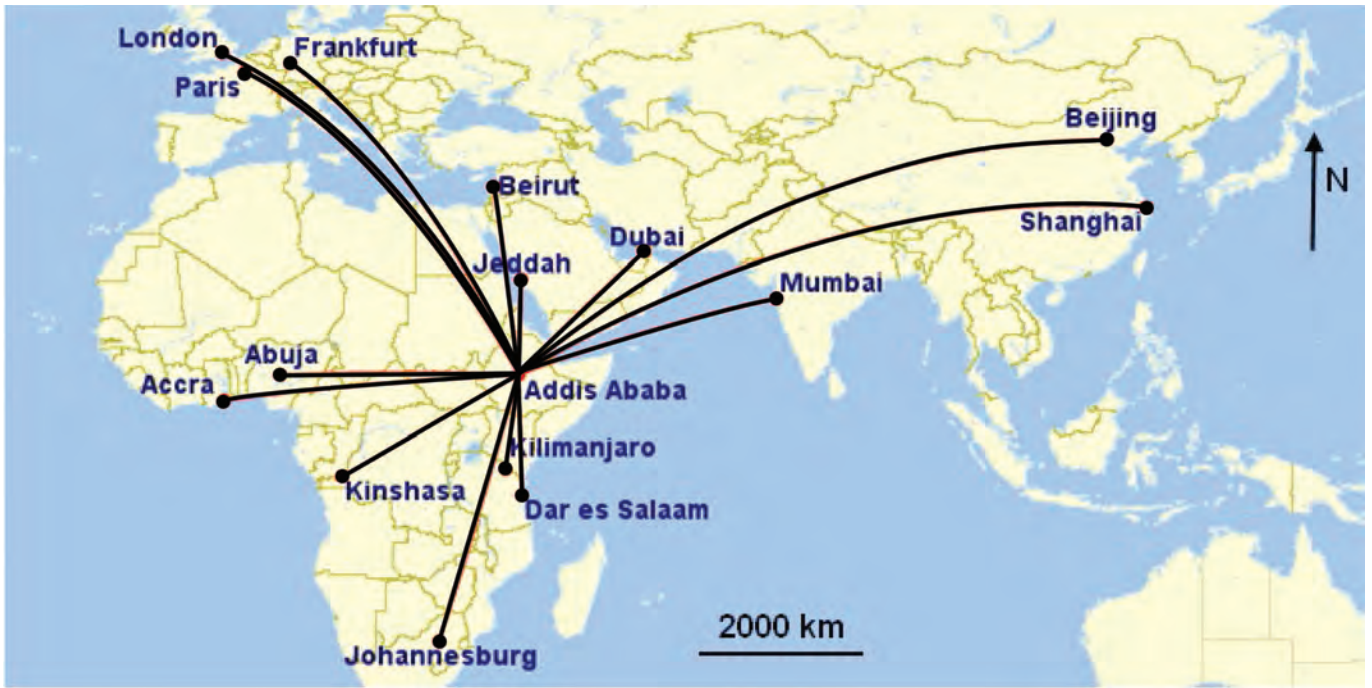 London
Frankfurt
Paris
Beijing
Beirut
Shanghai
Dubai
Jeddah
Mumbai
N
Abuja
Accra
Addis Ababa
Kilimanjaro
Kinshasa
Dar es Salaam
2000 km
Johannesburg